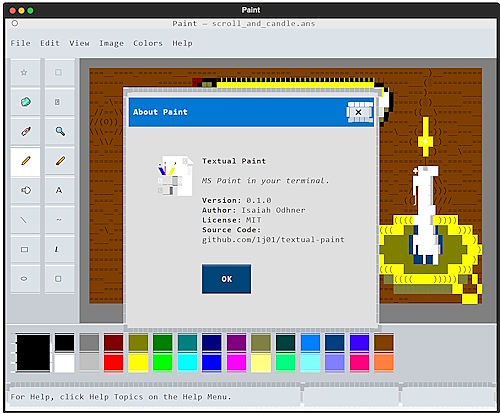 Paint
Paint — scroll_and_candle.ans
File Edit View Image Colors Help
About Paint
Textual Paint
MS Paint in your terminal.
Version: 0.1.0
Author: Isaiah Odhner
License: MIT
Source Code:
github.com/1j01/textual-paint
OK
A
For Help, click Help Topics on the Help Menu.